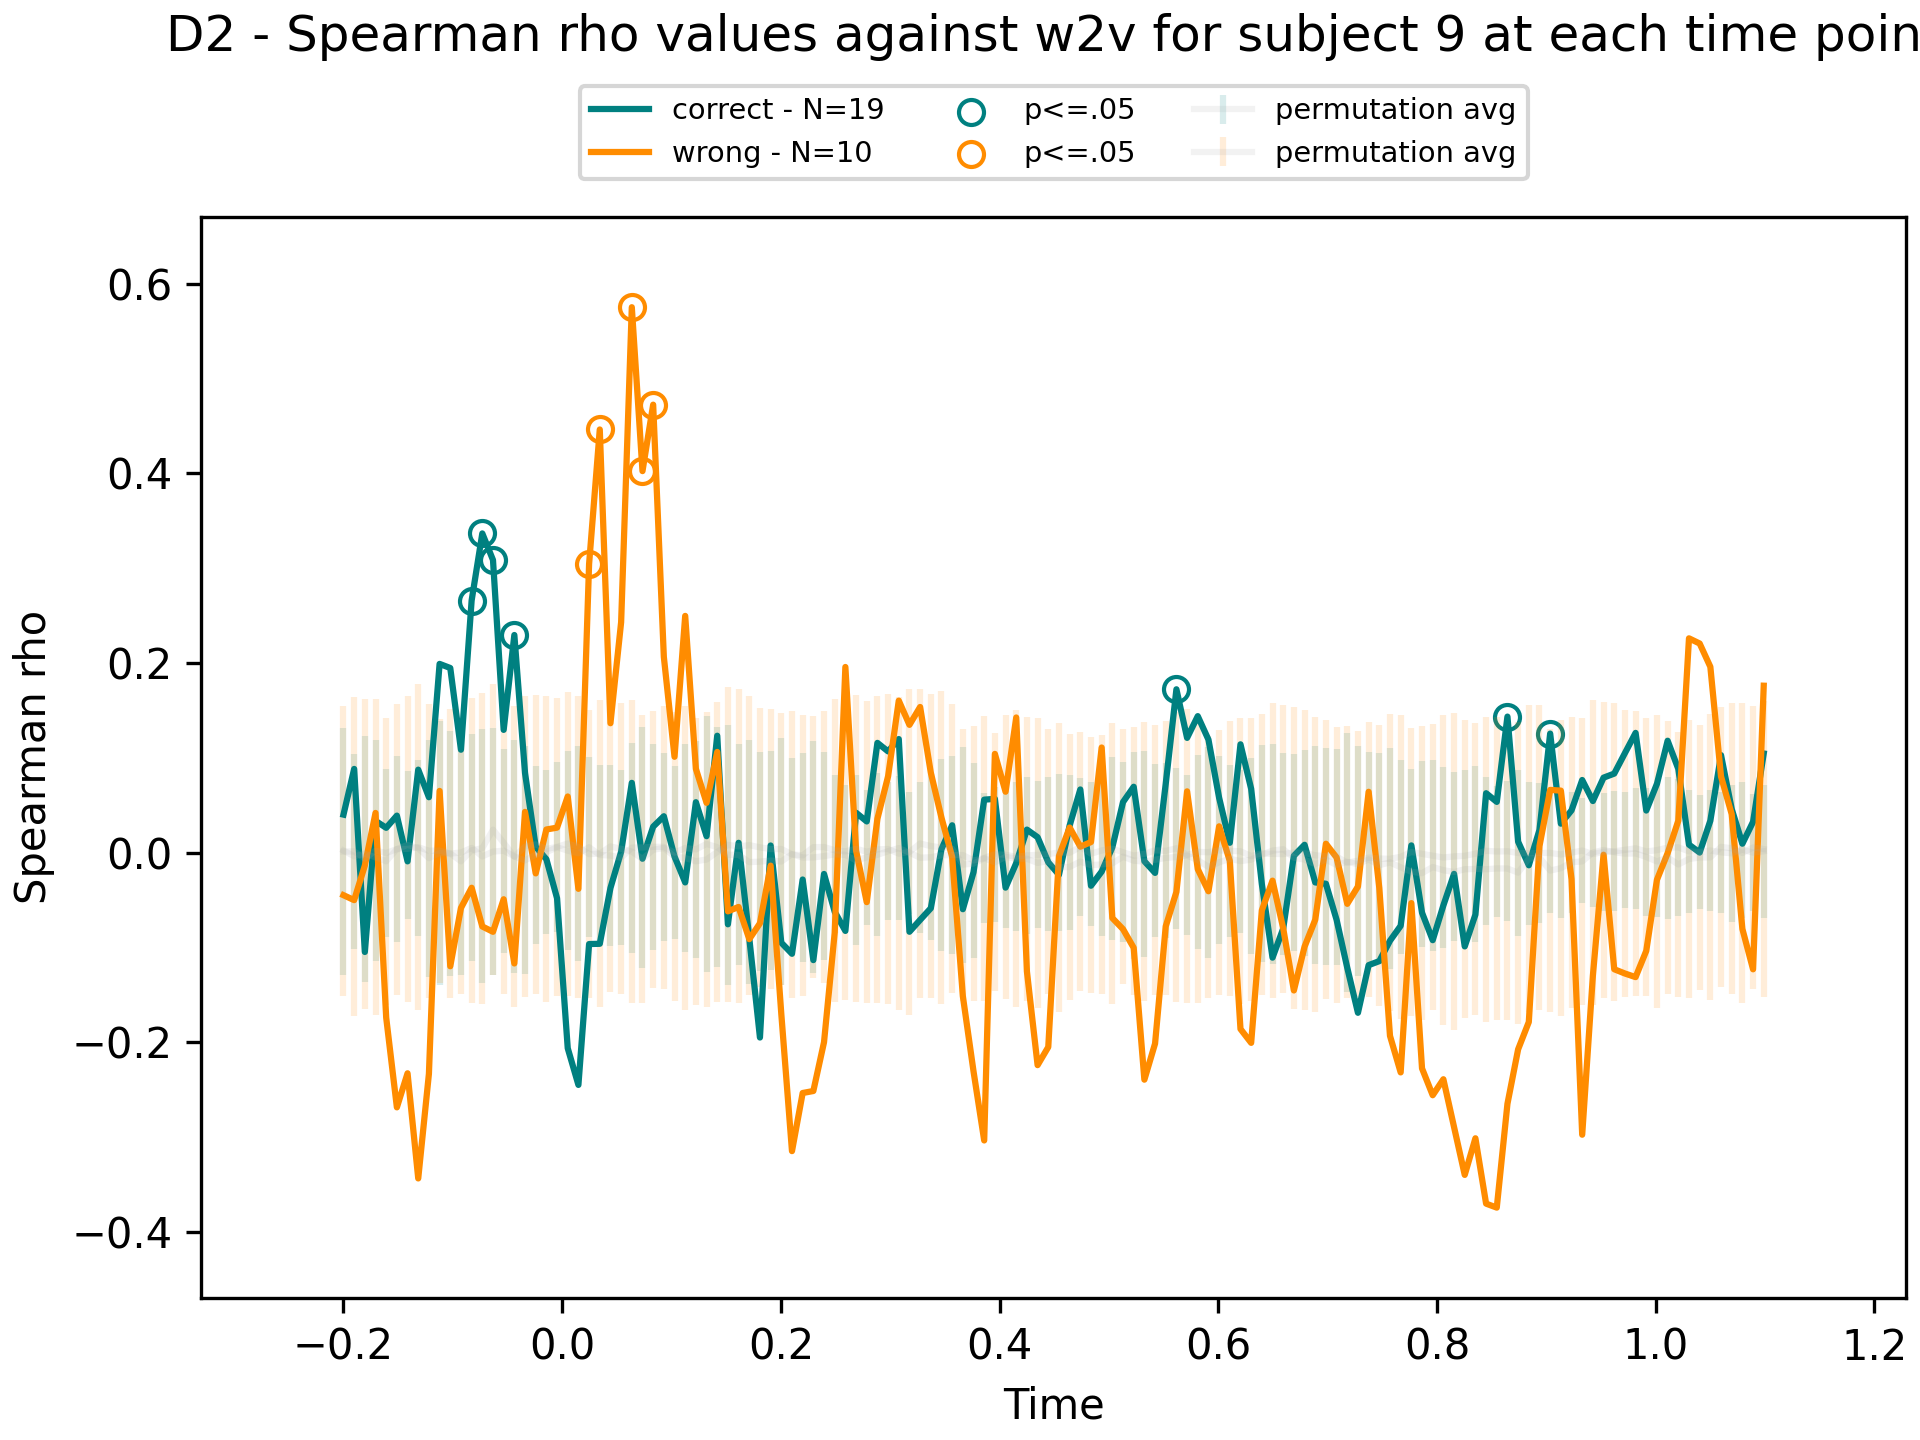 D2 - Spearman rho values against w2v for subject 9 at each time poin
correct - N=19
wrong - N=10
p<=.05
p<=.05
permutation avg
permutation avg
Spearman rho
0.6
0.4
0.2
0.0
−0.2
−0.4
−0.2
0.0
0.2
0.4
0.6
0.8
1.0
1.2
Time